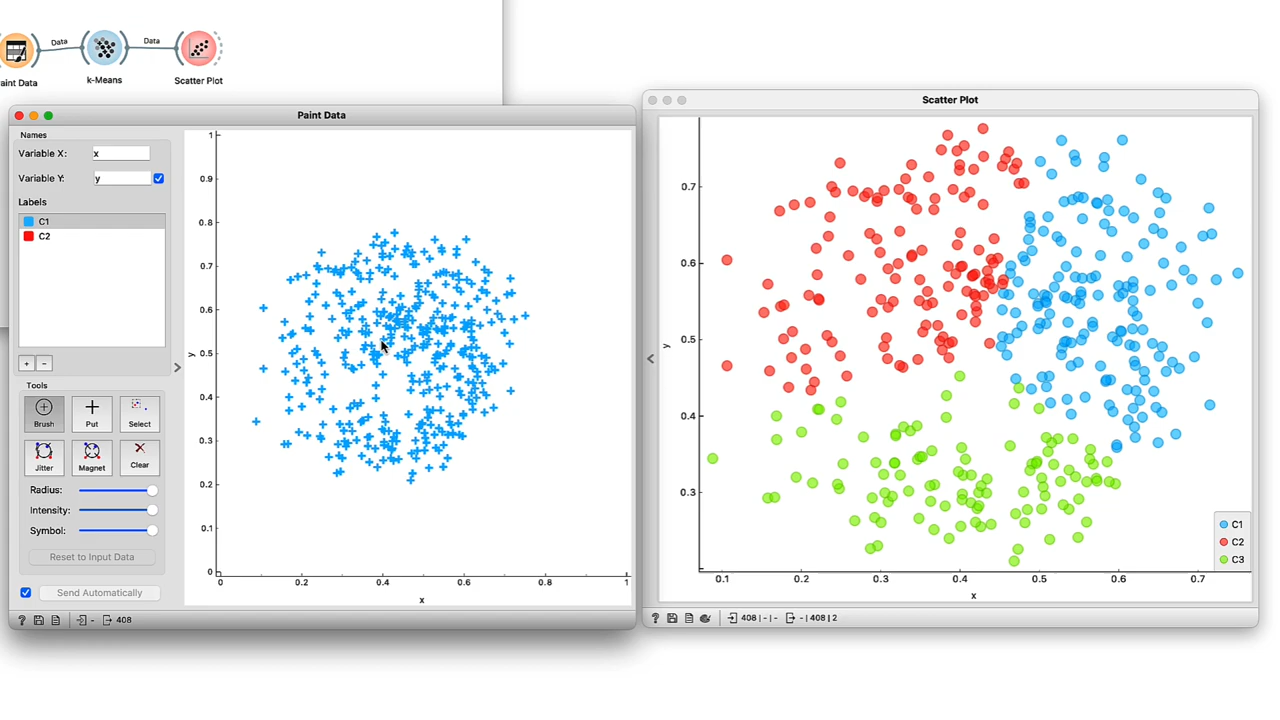 Data
Data
aint Data
k-Means
Scatter Plot
Paint Data
Names
Variable X:
x
Variable Y:
y
Labels
C1
C2
+
-
Tools
Brush
Put
Select
Jitter
Magnet
Clear
Radius:
Intensity:
Symbol:
Reset to Input Data
Send Automatically
? - 408
1
0.9
0.8
0.7
0.6
0.5
0.4
0.3
0.2
0.1
0
y
0
0.2
0.4
0.6
0.8
1
x
Scatter Plot
0.7
0.6
0.5
0.4
0.3
y
0.1
0.2
0.3
0.4
0.5
0.6
0.7
x
C1
C2
C3
? 408 | - | - - | 408 | 2